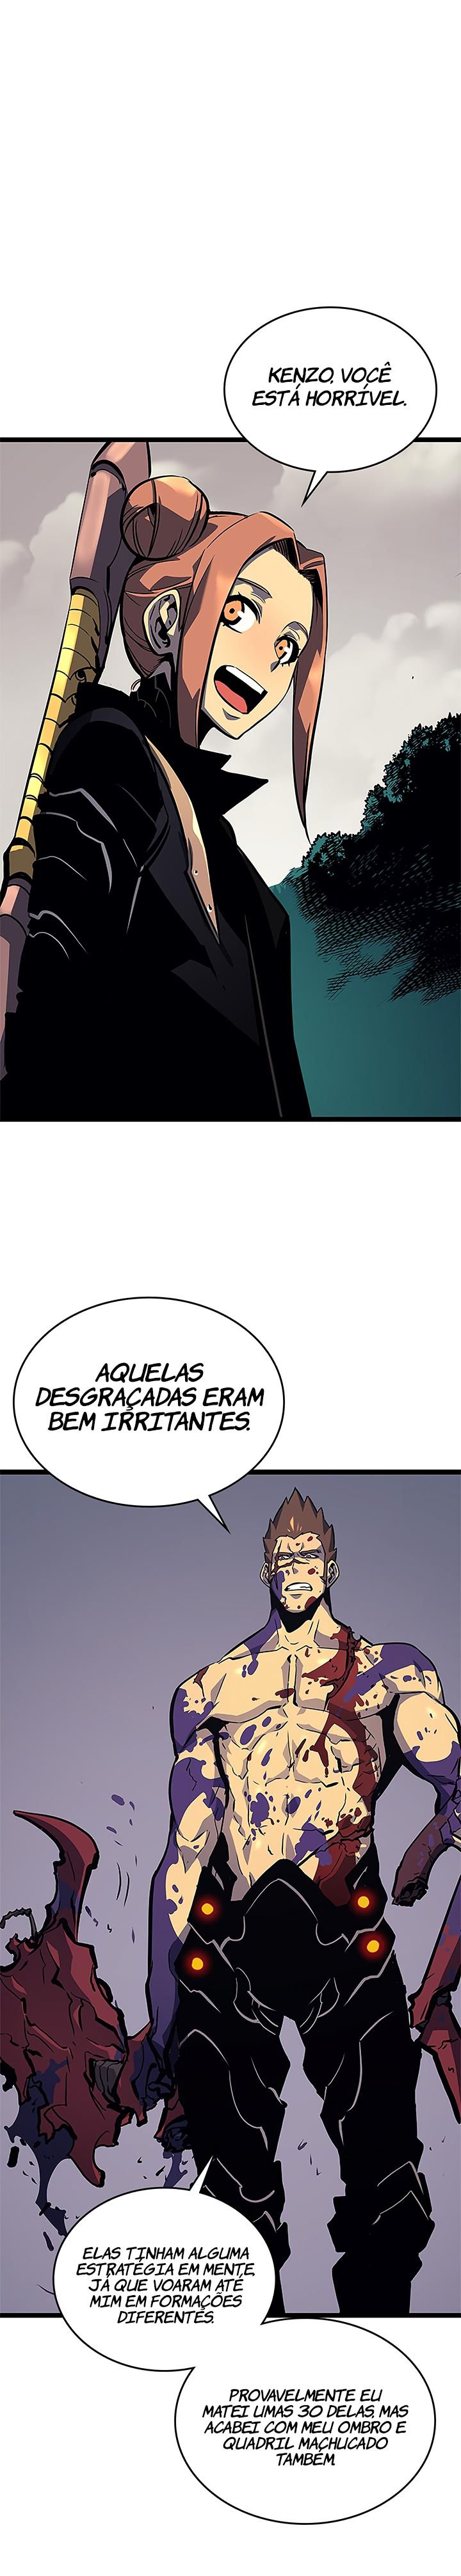 KENZO, VOCÊ
ESTÁ HORRÍVEL.
AQUELAS
DESGRAÇADAS ERAM
BEM IRRITANTES.
ELAS TINHAM ALGUMA
ESTRATÉGIA EM MENTE,
JÁ QUE VOARAM ATÉ
MIM EM FORMAÇÕES
DIFERENTES.
PROVAVELMENTE EU
MATEI UMAS 30 DELAS, MAS
ACABEI COM MEU OMBRO E
QUADRIL MACHUCADO
TAMBÉM.